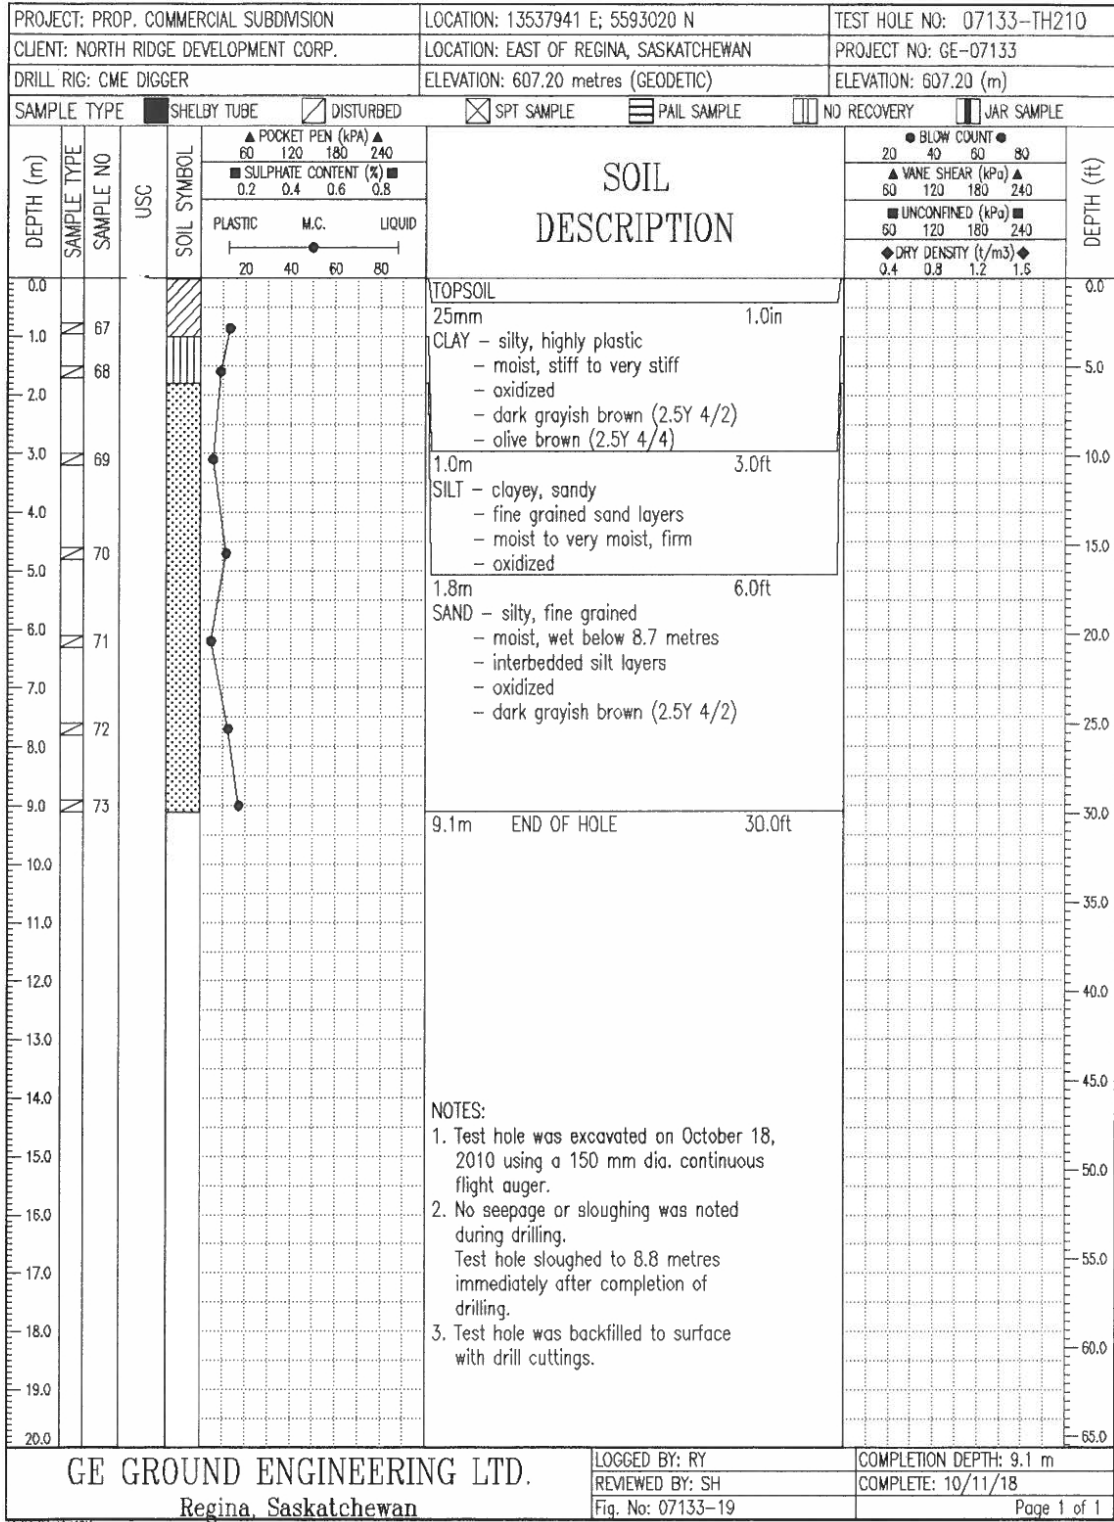 PROJECT: PROP. COMMERCIAL SUBDIVISION
LOCATION: 13537941 E; 5593020 N
TEST HOLE NO: 07133-TH210
CLIENT: NORTH RIDGE DEVELOPMENT CORP.
LOCATION: EAST OF REGINA, SASKATCHEWAN
PROJECT NO: GE-07133
DRILL RIG: CME DIGGER
ELEVATION: 607.20 metres (GEODETIC)
ELEVATION: 607.20 (m)
SAMPLE TYPE SHELBY TUBE DISTURBED SPT SAMPLE PAIL SAMPLE NO RECOVERY JAR SAMPLE
DEPTH (m)
SAMPLE TYPE
SAMPLE NO
USC
SOIL SYMBOL
▲ POCKET PEN (kPA) ▲
60 120 180 240
■ SULPHATE CONTENT (%) ■
0.2 0.4 0.6 0.8
PLASTIC M.C. LIQUID
20 40 60 80
SOIL
DESCRIPTION
● BLOW COUNT ●
20 40 60 80
▲ VANE SHEAR (kPa) ▲
60 120 180 240
■ UNCONFINED (kPa) ■
60 120 180 240
◆ DRY DENSITY (t/m3) ◆
0.4 0.8 1.2 1.6
DEPTH (ft)
0.0
1.0
2.0
3.0
4.0
5.0
6.0
7.0
8.0
9.0
10.0
11.0
12.0
13.0
14.0
15.0
16.0
17.0
18.0
19.0
20.0
67
68
69
70
71
72
73
TOPSOIL
25mm 1.0in
CLAY - silty, highly plastic
- moist, stiff to very stiff
- oxidized
- dark grayish brown (2.5Y 4/2)
- olive brown (2.5Y 4/4)
1.0m 3.0ft
SILT - clayey, sandy
- fine grained sand layers
- moist to very moist, firm
- oxidized
1.8m 6.0ft
SAND - silty, fine grained
- moist, wet below 8.7 metres
- interbedded silt layers
- oxidized
- dark grayish brown (2.5Y 4/2)
9.1m END OF HOLE 30.0ft
NOTES:
1. Test hole was excavated on October 18,
2010 using a 150 mm dia. continuous
flight auger.
2. No seepage or sloughing was noted
during drilling.
Test hole sloughed to 8.8 metres
immediately after completion of
drilling.
3. Test hole was backfilled to surface
with drill cuttings.
0.0
5.0
10.0
15.0
20.0
25.0
30.0
35.0
40.0
45.0
50.0
55.0
60.0
65.0
GE GROUND ENGINEERING LTD.
Regina, Saskatchewan
LOGGED BY: RY
REVIEWED BY: SH
Fig. No: 07133-19
COMPLETION DEPTH: 9.1 m
COMPLETE: 10/11/18
Page 1 of 1